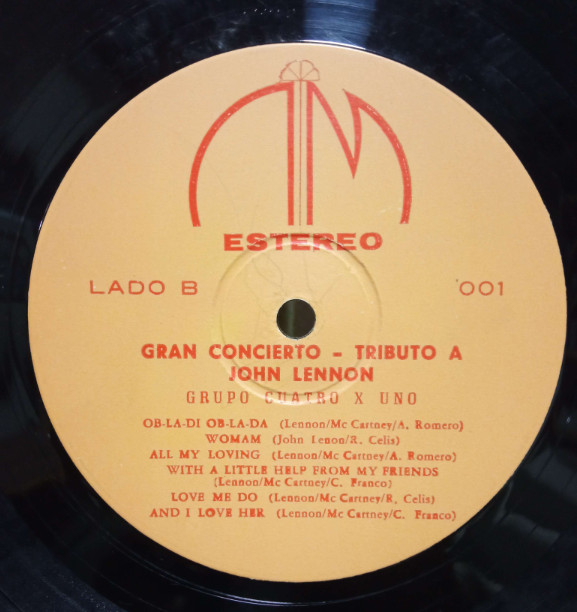 AM
ESTEREO
LADO B 001
GRAN CONCIERTO - TRIBUTO A
JOHN LENNON
GRUPO CUATRO X UNO
OB-LA-DI OB-LA-DA (Lennon/Mc Cartney/A. Romero)
WOMAM (John Lenon/R. Celis)
ALL MY LOVING (Lennon/Mc Cartney/A. Romero)
WITH A LITTLE HELP FROM MY FRIENDS
(Lennon/Mc Cartney/C. Franco)
LOVE ME DO (Lennon/Mc Cartney/R, Celis)
AND I LOVE HER (Lennon/Mc Cartney/C. Franco)